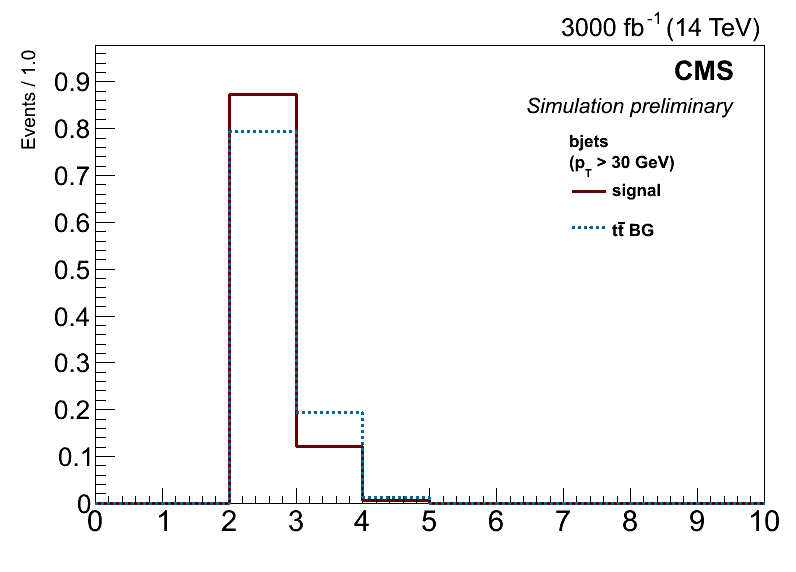 3000 fb-1 (14 TeV)
Events / 1.0
CMS
Simulation preliminary
bjets
(pT > 30 GeV)
signal
tt̄ BG
0.9
0.8
0.7
0.6
0.5
0.4
0.3
0.2
0.1
0
0 1 2 3 4 5 6 7 8 9 10